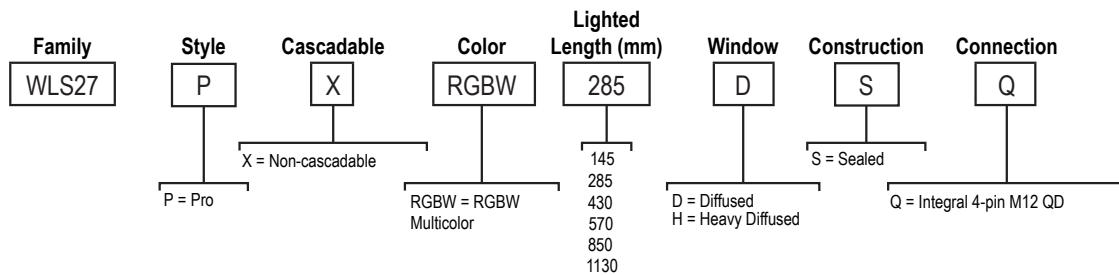 Family
Style
Cascadable
Color
Lighted
Length (mm)
Window
Construction
Connection
WLS27
P
X
RGBW
285
D
S
Q
X = Non-cascadable
S = Sealed
P = Pro
RGBW = RGBW
Multicolor
145
285
430
570
850
1130
D = Diffused
H = Heavy Diffused
Q = Integral 4-pin M12 QD